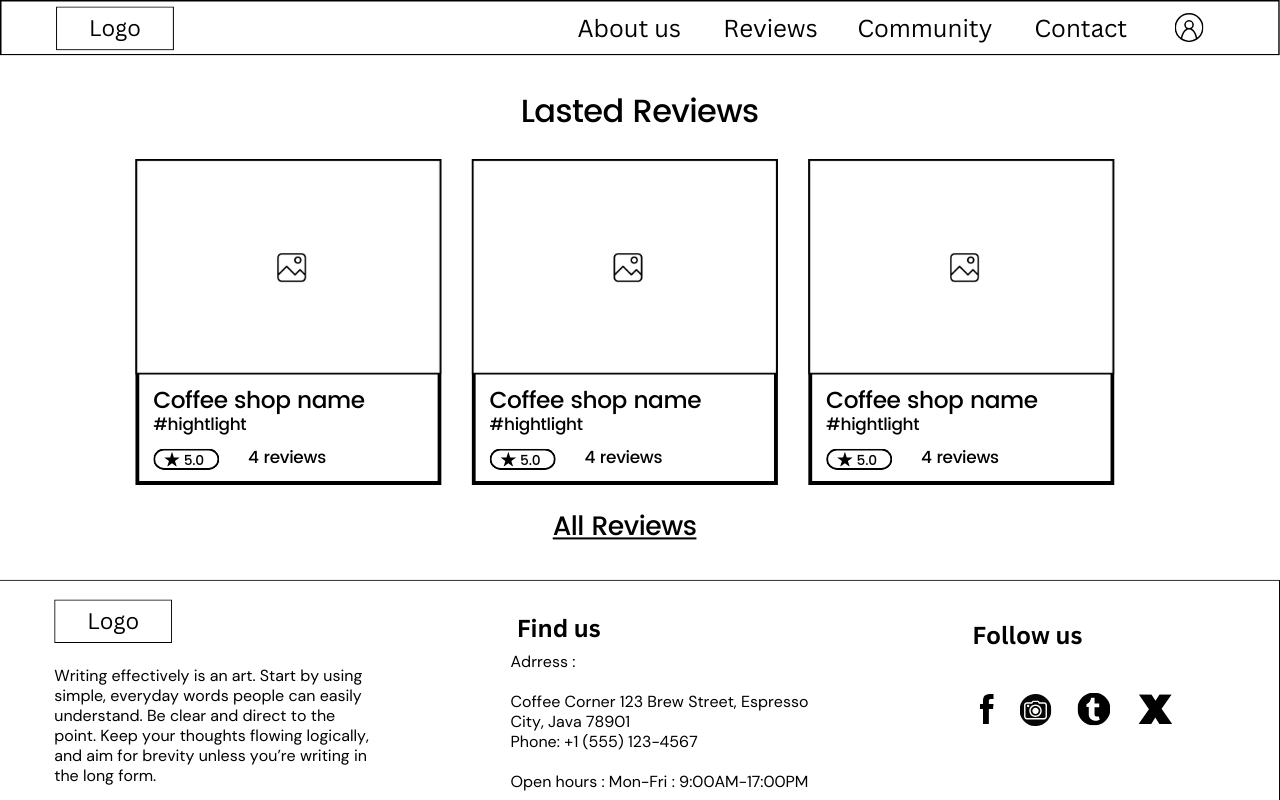 Logo
About us
Reviews
Community
Contact
Lasted Reviews
Coffee shop name
#hightlight
5.0
4 reviews
Coffee shop name
#hightlight
5.0
4 reviews
Coffee shop name
#hightlight
5.0
4 reviews
All Reviews
Logo
Writing effectively is an art. Start by using
simple, everyday words people can easily
understand. Be clear and direct to the
point. Keep your thoughts flowing logically,
and aim for brevity unless you're writing in
the long form.
Find us
Adrress :
Coffee Corner 123 Brew Street, Espresso
City, Java 78901
Phone: +1 (555) 123-4567
Open hours : Mon-Fri : 9:00AM-17:00PM
Follow us